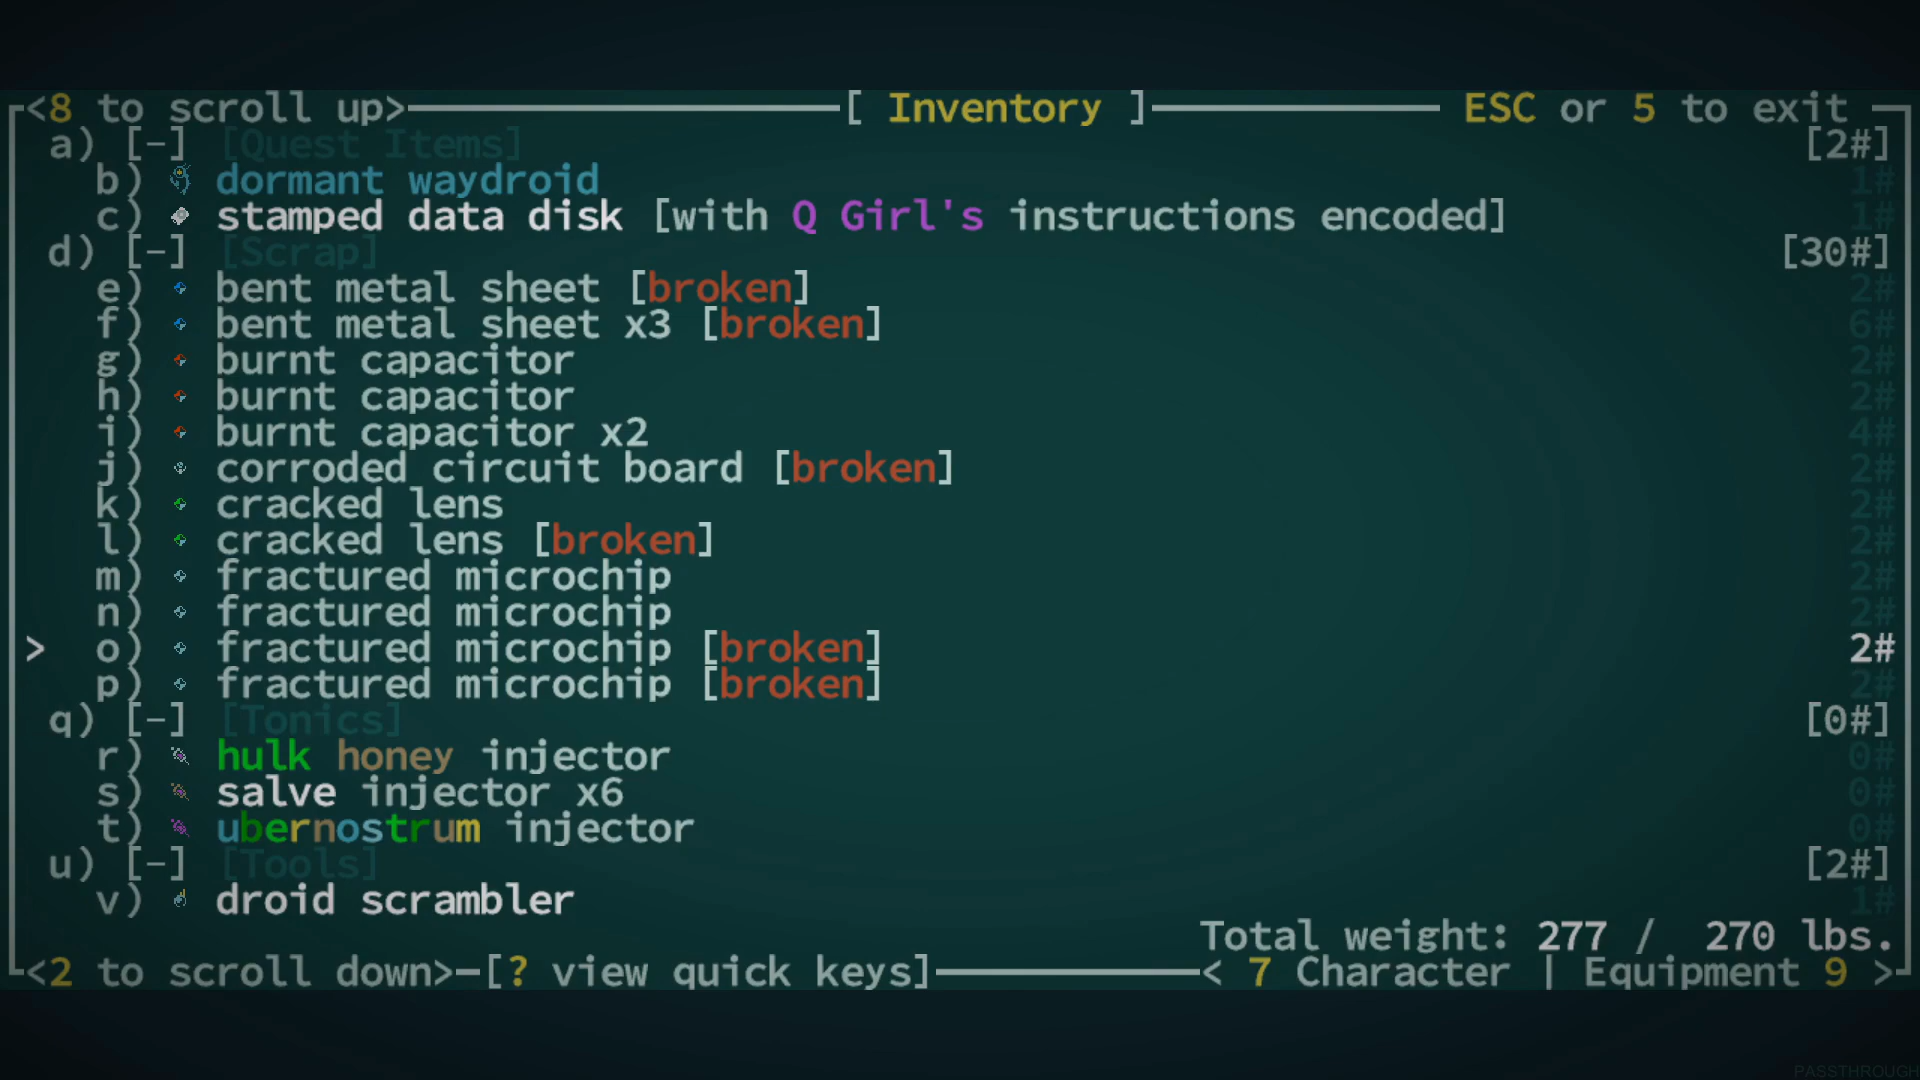 <8 to scroll up> [ Inventory ] ESC or 5 to exit
a) [-] [Quest Items] [2#]
b) dormant waydroid 1#
c) stamped data disk [with Q Girl's instructions encoded] 1#
d) [-] [Scrap] [30#]
e) bent metal sheet [broken] 2#
f) bent metal sheet x3 [broken] 6#
g) burnt capacitor 2#
h) burnt capacitor 2#
i) burnt capacitor x2 4#
j) corroded circuit board [broken] 2#
k) cracked lens 2#
l) cracked lens [broken] 2#
m) fractured microchip 2#
n) fractured microchip 2#
> o) fractured microchip [broken] 2#
p) fractured microchip [broken] 2#
q) [-] [Tonics] [0#]
r) hulk honey injector 0#
s) salve injector x6 0#
t) ubernostrum injector 0#
u) [-] [Tools] [2#]
v) droid scrambler 1#
Total weight: 277 / 270 lbs.
<2 to scroll down> [? view quick keys] < 7 Character | Equipment 9 >
PASSTHROUGH